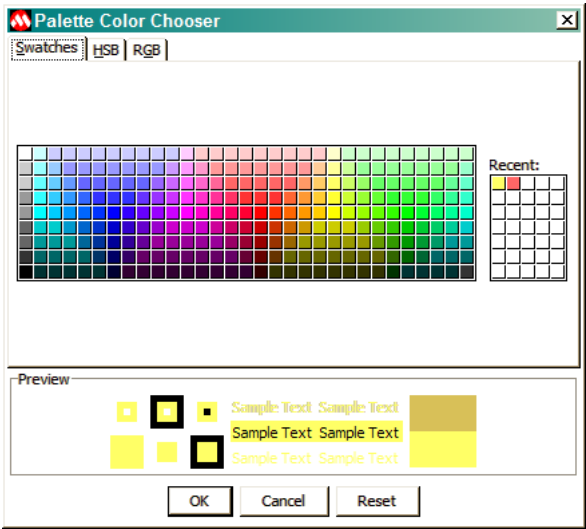 Palette Color Chooser
Swatches HSB RGB
Recent:
Preview
Sample Text Sample Text
Sample Text Sample Text
Sample Text Sample Text
OK Cancel Reset